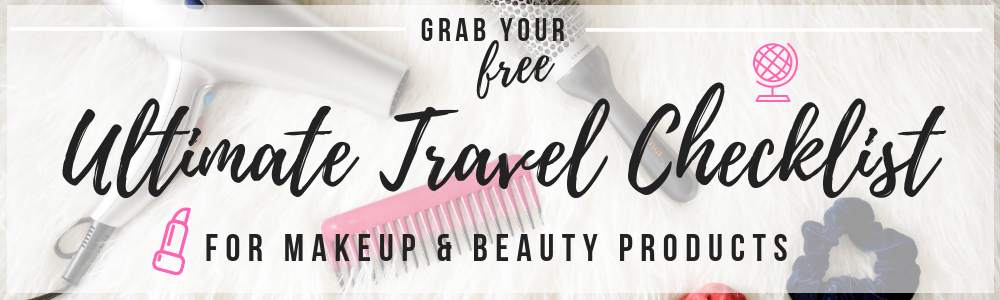 GRAB YOUR
free
Ultimate Travel Checklist
FOR MAKEUP & BEAUTY PRODUCTS